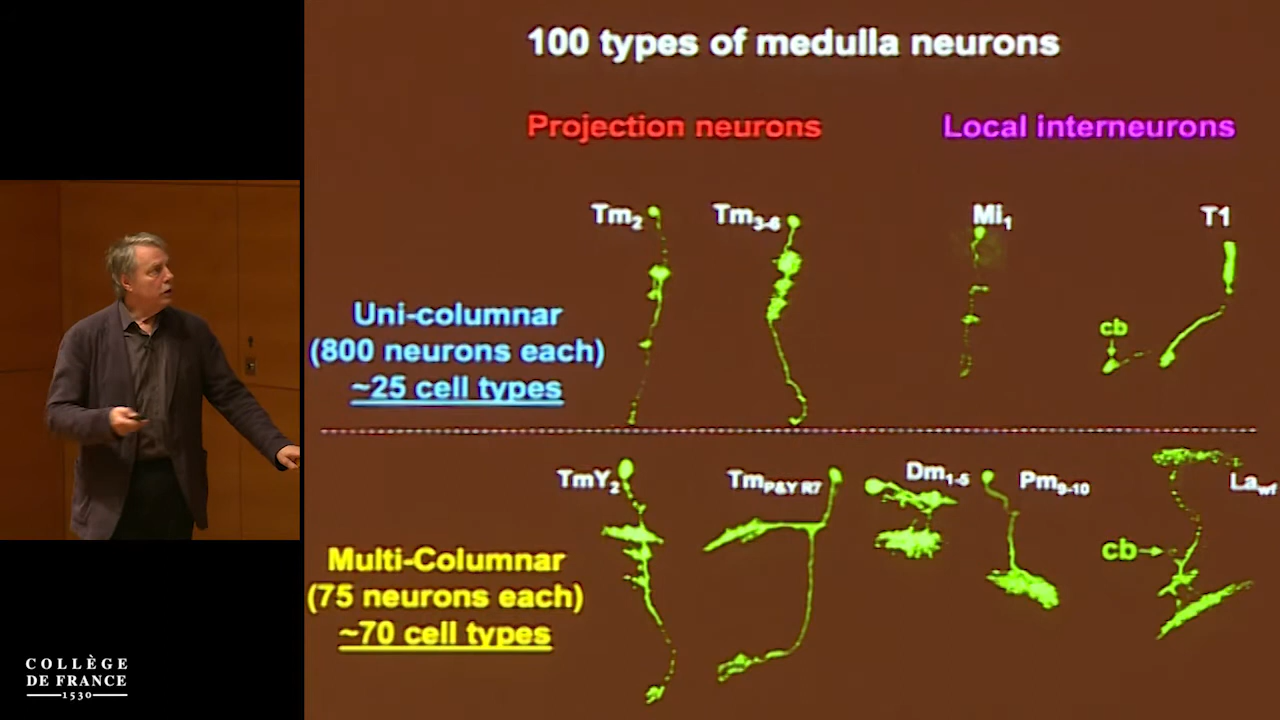 100 types of medulla neurons
Projection neurons
Local interneurons
Tm2
Tm3-6
Mi1
T1
Uni-columnar
(800 neurons each)
~25 cell types
cb
TmY2
TmP&Y R7
Dm1-5
Pm9-10
Lawf
Multi-Columnar
(75 neurons each)
~70 cell types
cb
COLLÈGE
DE FRANCE
1530